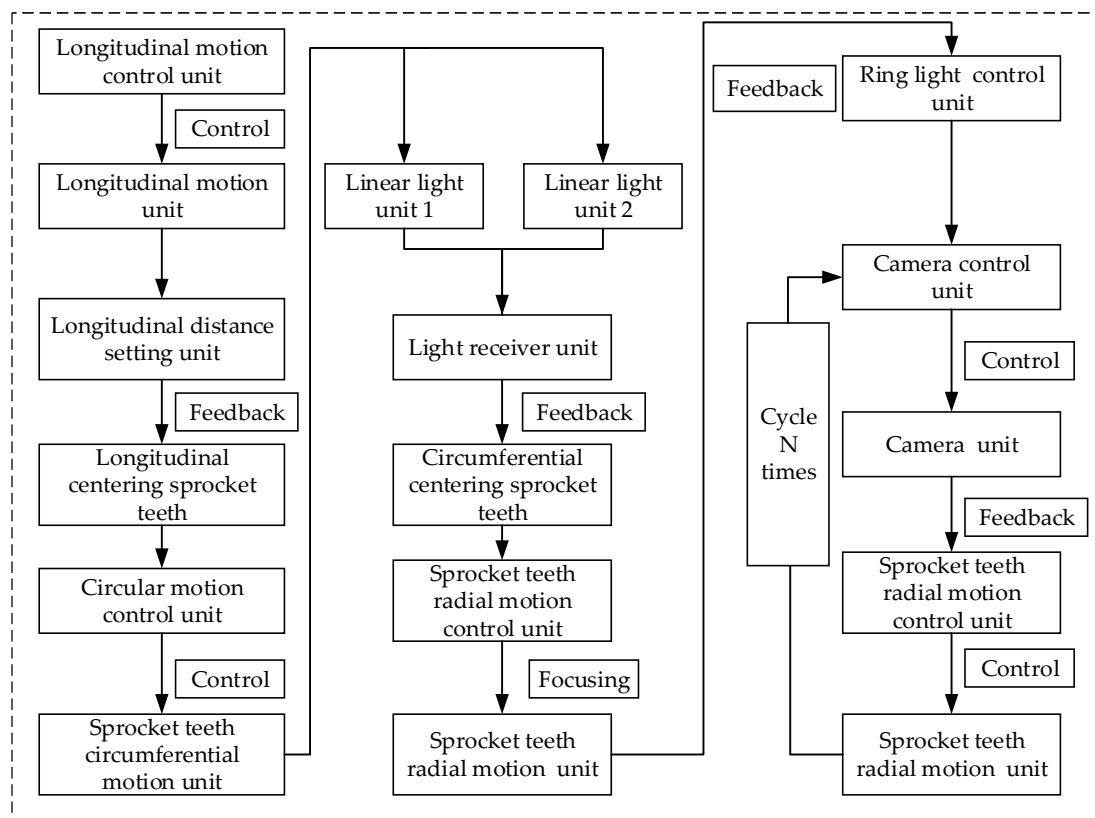 Longitudinal motion
control unit
Control
Longitudinal motion
unit
Longitudinal distance
setting unit
Feedback
Longitudinal
centering sprocket
teeth
Circular motion
control unit
Control
Sprocket teeth
circumferential
motion unit
Linear light
unit 1
Linear light
unit 2
Light receiver unit
Feedback
Circumferential
centering sprocket
teeth
Sprocket teeth
radial motion
control unit
Focusing
Sprocket teeth
radial motion unit
Feedback
Ring light control
unit
Camera control
unit
Control
Cycle
N
times
Camera unit
Feedback
Sprocket teeth
radial motion
control unit
Control
Sprocket teeth
radial motion unit